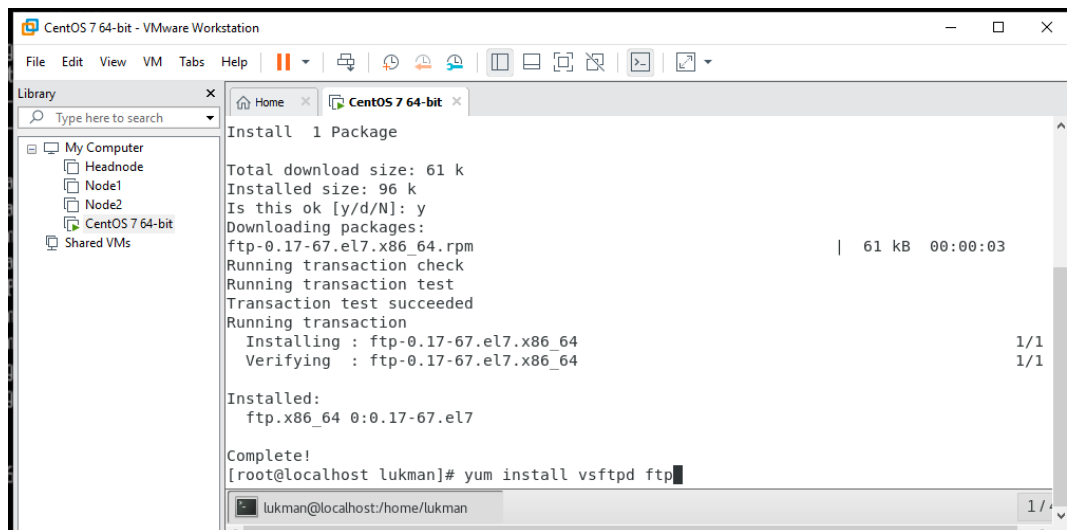 CentOS 7 64-bit - VMware Workstation
File Edit View VM Tabs Help
Library
Type here to search
My Computer
Headnode
Node1
Node2
CentOS 7 64-bit
Shared VMs
Home
CentOS 7 64-bit
Install  1 Package
Total download size: 61 k
Installed size: 96 k
Is this ok [y/d/N]: y
Downloading packages:
ftp-0.17-67.el7.x86_64.rpm | 61 kB 00:00:03
Running transaction check
Running transaction test
Transaction test succeeded
Running transaction
Installing : ftp-0.17-67.el7.x86_64 1/1
Verifying  : ftp-0.17-67.el7.x86_64 1/1
Installed:
ftp.x86_64 0:0.17-67.el7
Complete!
[root@localhost lukman]# yum install vsftpd ftp
lukman@localhost:/home/lukman